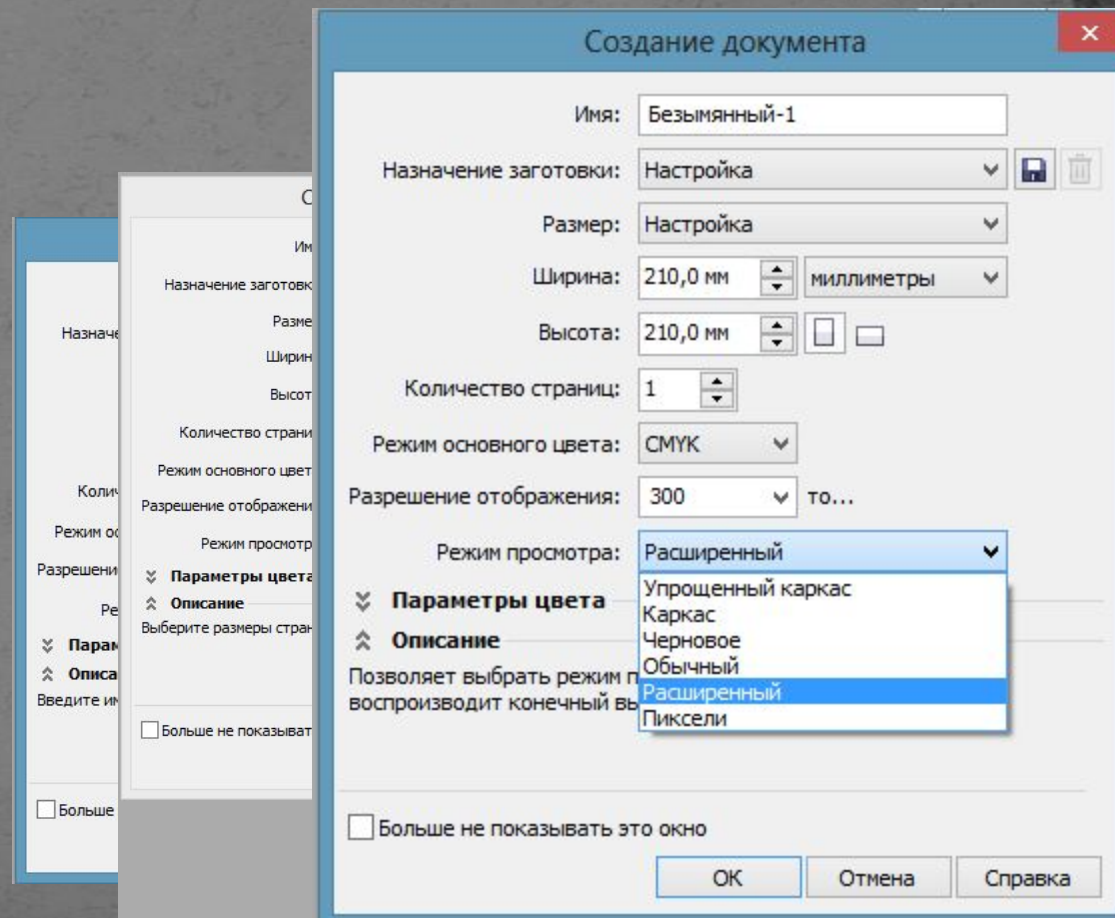 Создание документа
Имя: Безымянный-1
Назначение заготовки: Настройка
Размер: Настройка
Ширина: 210,0 мм миллиметры
Высота: 210,0 мм
Количество страниц: 1
Режим основного цвета: CMYK
Разрешение отображения: 300 то...
Режим просмотра: Расширенный
Упрощенный каркас
Каркас
Черновое
Обычный
Расширенный
Пиксели
Параметры цвета
Описание
Позволяет выбрать режим п
воспроизводит конечный вы
Больше не показывать это окно
ОК Отмена Справка
С
Им
Назначение заготовк
Разме
Ширин
Высот
Количество страни
Режим основного цвет
Разрешение отображени
Режим просмотр
Параметры цвета
Описание
Выберите размеры стран
Больше не показыват
Назначе
Колич
Режим ос
Разрешени
Ре
Парам
Описа
Введите им
Больше